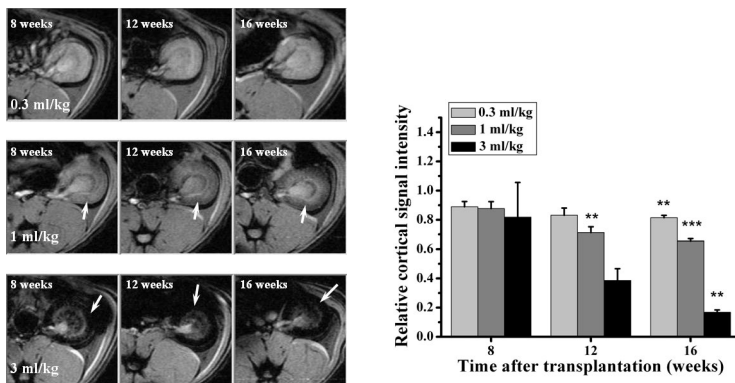 8 weeks
12 weeks
16 weeks
0.3 ml/kg
8 weeks
12 weeks
16 weeks
1 ml/kg
8 weeks
12 weeks
16 weeks
3 ml/kg
Relative cortical signal intensity
1.4
1.2
1.0
0.8
0.6
0.4
0.2
0.0
0.3 ml/kg
1 ml/kg
3 ml/kg
**
**
***
**
8
12
16
Time after transplantation (weeks)